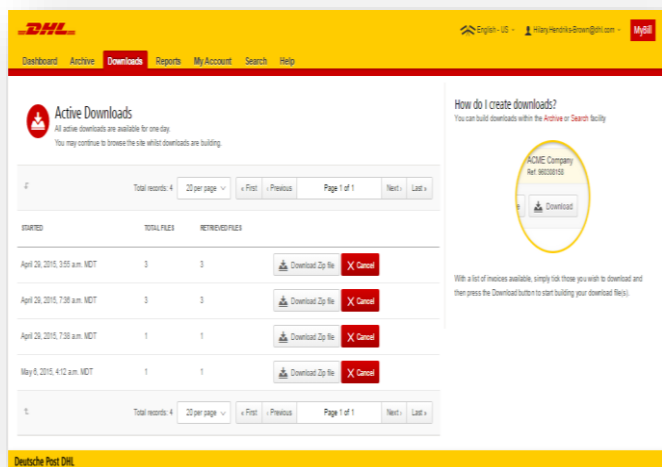 DHL
English - US
Hilary.Hendriks-Brown@dhl.com
MyBill
Dashboard Archive Downloads Reports My Account Search Help
Active Downloads
All active downloads are available for one day.
You may continue to browse the site whilst downloads are building.
Total records: 4 20 per page « First ‹ Previous Page 1 of 1 Next › Last »
STARTED TOTAL FILES RETRIEVED FILES
April 29, 2015, 3:55 a.m. MDT 3 3 Download Zip file X Cancel
April 29, 2015, 7:36 a.m. MDT 3 3 Download Zip file X Cancel
April 29, 2015, 7:38 a.m. MDT 1 1 Download Zip file X Cancel
May 6, 2015, 4:12 a.m. MDT 1 1 Download Zip file X Cancel
Total records: 4 20 per page « First ‹ Previous Page 1 of 1 Next › Last »
How do I create downloads?
You can build downloads within the Archive or Search facility
ACME Company
Ref: 960308158
Download
With a list of invoices available, simply tick those you wish to download and
then press the Download button to start building your download file(s).
Deutsche Post DHL